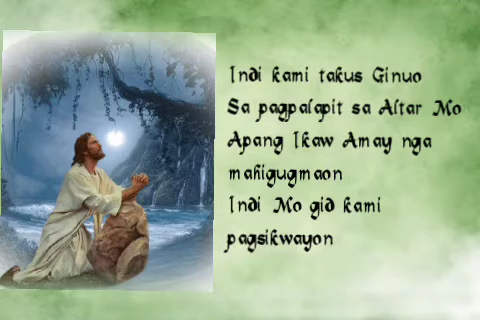 Indi kami takus Ginuo
Sa pagpalapit sa Altar Mo
Apang Ikaw Amay nga
mahigugmaon
Indi Mo gid kami
pagsikwayon